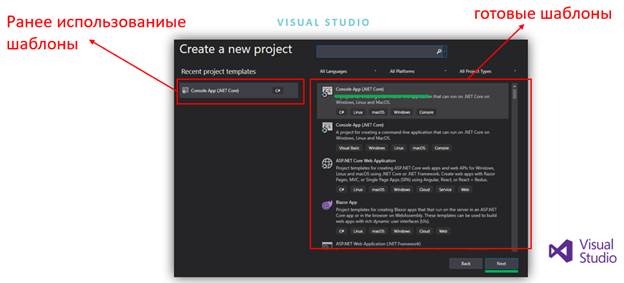 Ранее использованные
шаблоны
VISUAL STUDIO
готовые шаблоны
Create a new project
Recent project templates
All Languages
All Platforms
All Project Types
Console App (.NET Core)
C#
Console App (.NET Core)
that can run on .NET Core on
Windows, Linux and MacOS.
C# Linux macOS Windows Console
Console App (.NET Core)
A project for creating a command-line application that can run on .NET Core on
Windows, Linux and MacOS.
Visual Basic Windows Linux macOS Console
ASP.NET Core Web Application
Project templates for creating ASP.NET Core web apps and web APIs for Windows,
Linux and macOS using .NET Core or .NET Framework. Create web apps with Razor
Pages, MVC, or Single Page Apps (SPA) using Angular, React, or React + Redux.
C# Linux macOS Windows Cloud Service Web
Blazor App
Project templates for creating Blazor apps that that run on the server in an ASP.NET
Core app or in the browser on WebAssembly. These templates can be used to build
web apps with rich dynamic user interfaces (UIs).
C# Linux macOS Windows Cloud Web
ASP.NET Web Application (.NET Framework)
Back
Next
Visual
Studio